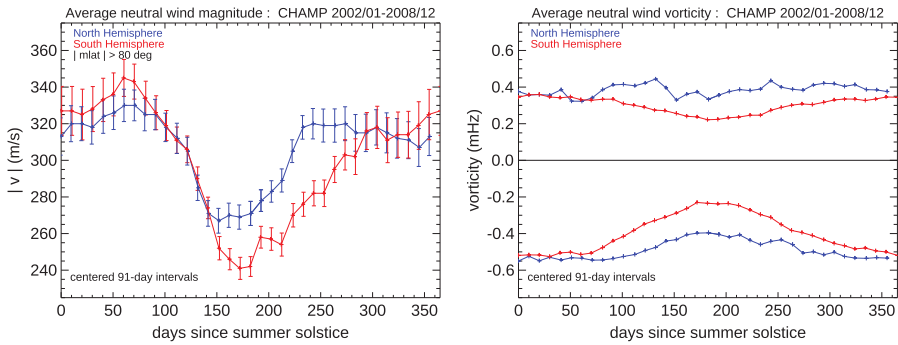 Average neutral wind magnitude : CHAMP 2002/01-2008/12
North Hemisphere
South Hemisphere
| mlat | > 80 deg
360
340
320
300
280
260
240
| v | (m/s)
centered 91-day intervals
0 50 100 150 200 250 300 350
days since summer solstice
Average neutral wind vorticity : CHAMP 2002/01-2008/12
North Hemisphere
South Hemisphere
0.6
0.4
0.2
0.0
-0.2
-0.4
-0.6
vorticity (mHz)
centered 91-day intervals
0 50 100 150 200 250 300 350
days since summer solstice